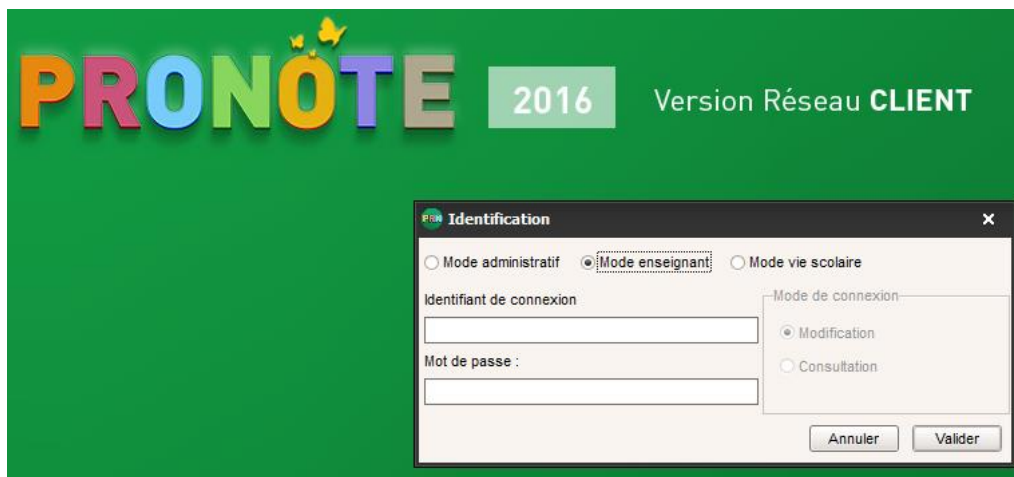 PRONOTE 2016 Version Réseau CLIENT
PRN Identification
Mode administratif Mode enseignant Mode vie scolaire
Identifiant de connexion
Mode de connexion
Modification
Mot de passe :
Consultation
Annuler Valider